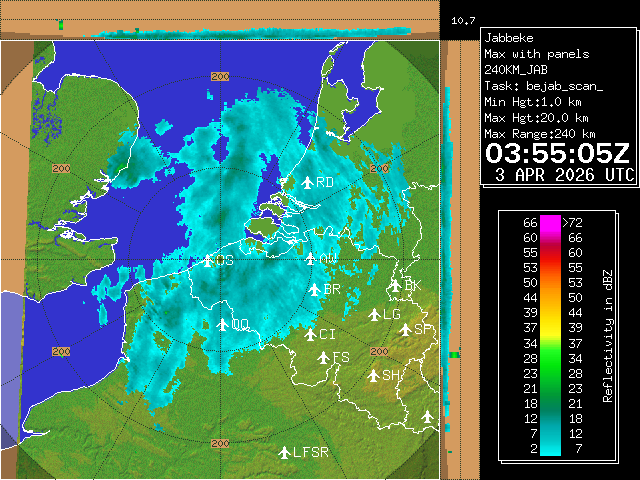 10.7
Jabbeke
Max with panels
240KM_JAB
Task: bejab_scan_
Min Hgt:1.0 km
Max Hgt:20.0 km
Max Range:240 km
03:55:05Z
3 APR 2026 UTC
200
200
200
RD
OS
BR
BK
LG
QQ
CI
SP
200
FS
200
SH
200
LFSR
66 >72
60 66
55 60
53 55
50 53
44 50
39 44
37 39
34 37
28 34
23 28
21 23
18 21
12 18
7 12
2 7
Reflectivity in dBZ